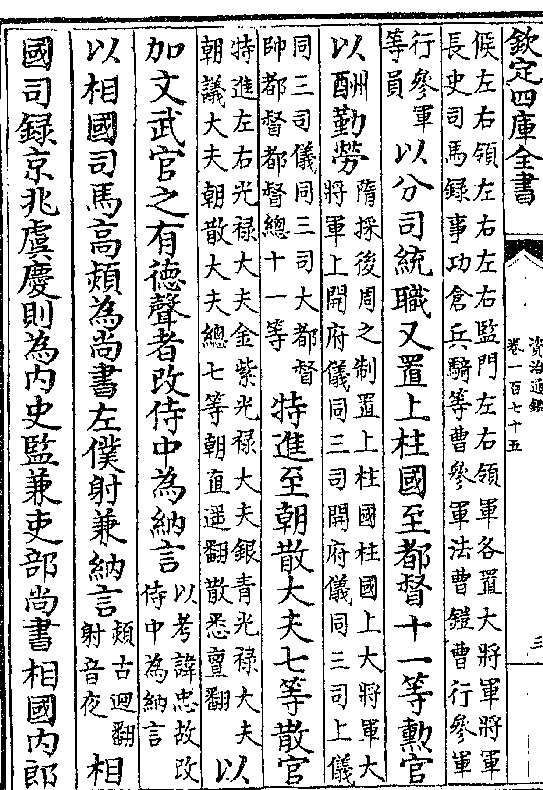 欽定四庫全書
資治通鑑
卷一百七十五
三
候左右領左右左右監門左右領軍各置大將軍將軍
長史司馬録事功倉兵騎等曹參軍法曹鎧曹行參軍
行參軍
等員
以分司統職又置上柱國至都督十一等勲官
以酬勤勞
隋採後周之制置上柱國柱國上大將軍大
將軍上開府儀同三司開府儀同三司上儀
同三司儀同三司大都督
帥都督都督總十一等
特進至朝散大夫七等散官
特進左右光禄大夫金紫光禄大夫銀青光禄大夫
朝議大夫朝散大夫總七等朝直遥翻散悉亶翻
以
加文武官之有德聲者改侍中為納言
以考諱忠故改
侍中為納言
以相國司馬高熲為尚書左僕射兼納言
熲古迥翻
射音夜
相
國司録京兆虞慶則為内史監兼吏部尚書相國内郎